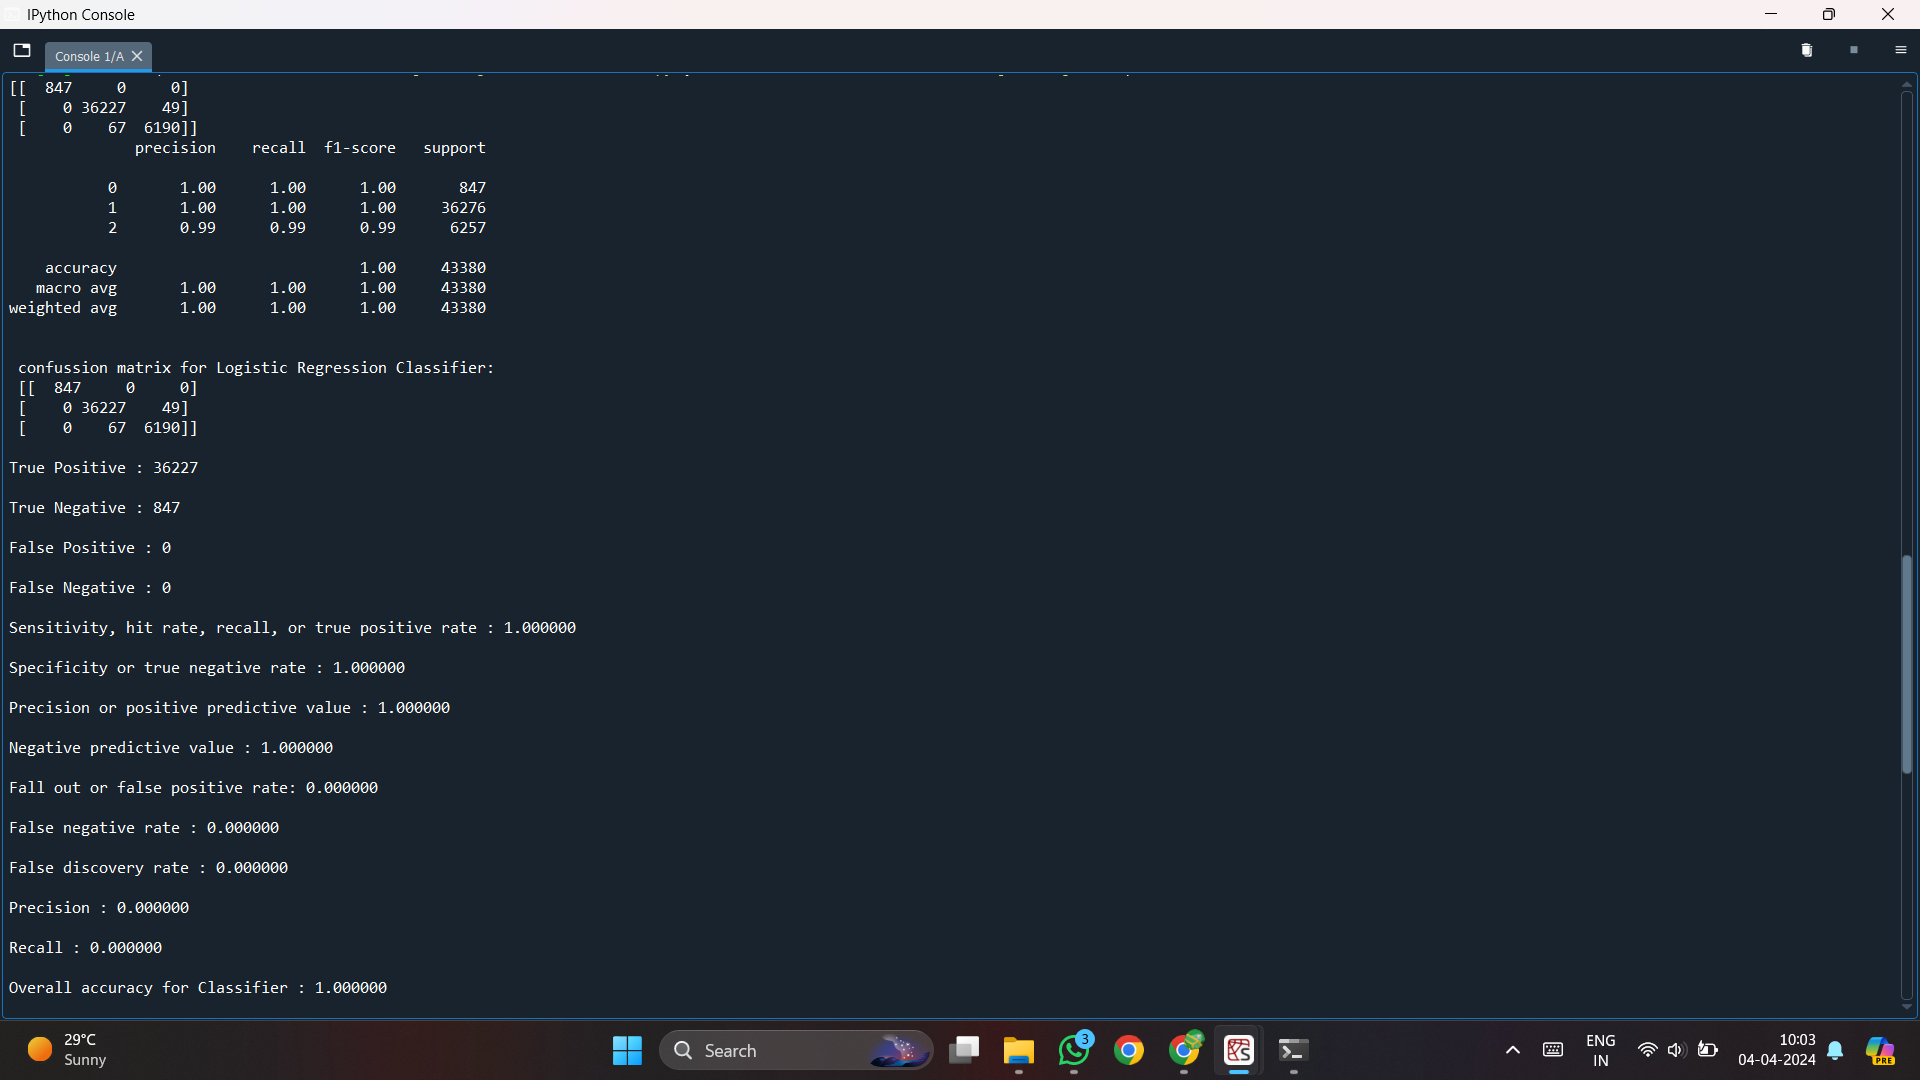 IPython Console
Console 1/A
[[  847     0     0]
 [    0 36227    49]
 [    0    67  6190]]
              precision    recall  f1-score   support

           0       1.00      1.00      1.00       847
           1       1.00      1.00      1.00     36276
           2       0.99      0.99      0.99      6257

    accuracy                           1.00     43380
   macro avg       1.00      1.00      1.00     43380
weighted avg       1.00      1.00      1.00     43380

 confussion matrix for Logistic Regression Classifier:
 [[  847     0     0]
 [    0 36227    49]
 [    0    67  6190]]
True Positive : 36227
True Negative : 847
False Positive : 0
False Negative : 0
Sensitivity, hit rate, recall, or true positive rate : 1.000000
Specificity or true negative rate : 1.000000
Precision or positive predictive value : 1.000000
Negative predictive value : 1.000000
Fall out or false positive rate: 0.000000
False negative rate : 0.000000
False discovery rate : 0.000000
Precision : 0.000000
Recall : 0.000000
Overall accuracy for Classifier : 1.000000
29°C
Sunny
Search
3
ENG
IN
10:03
04-04-2024
PRE